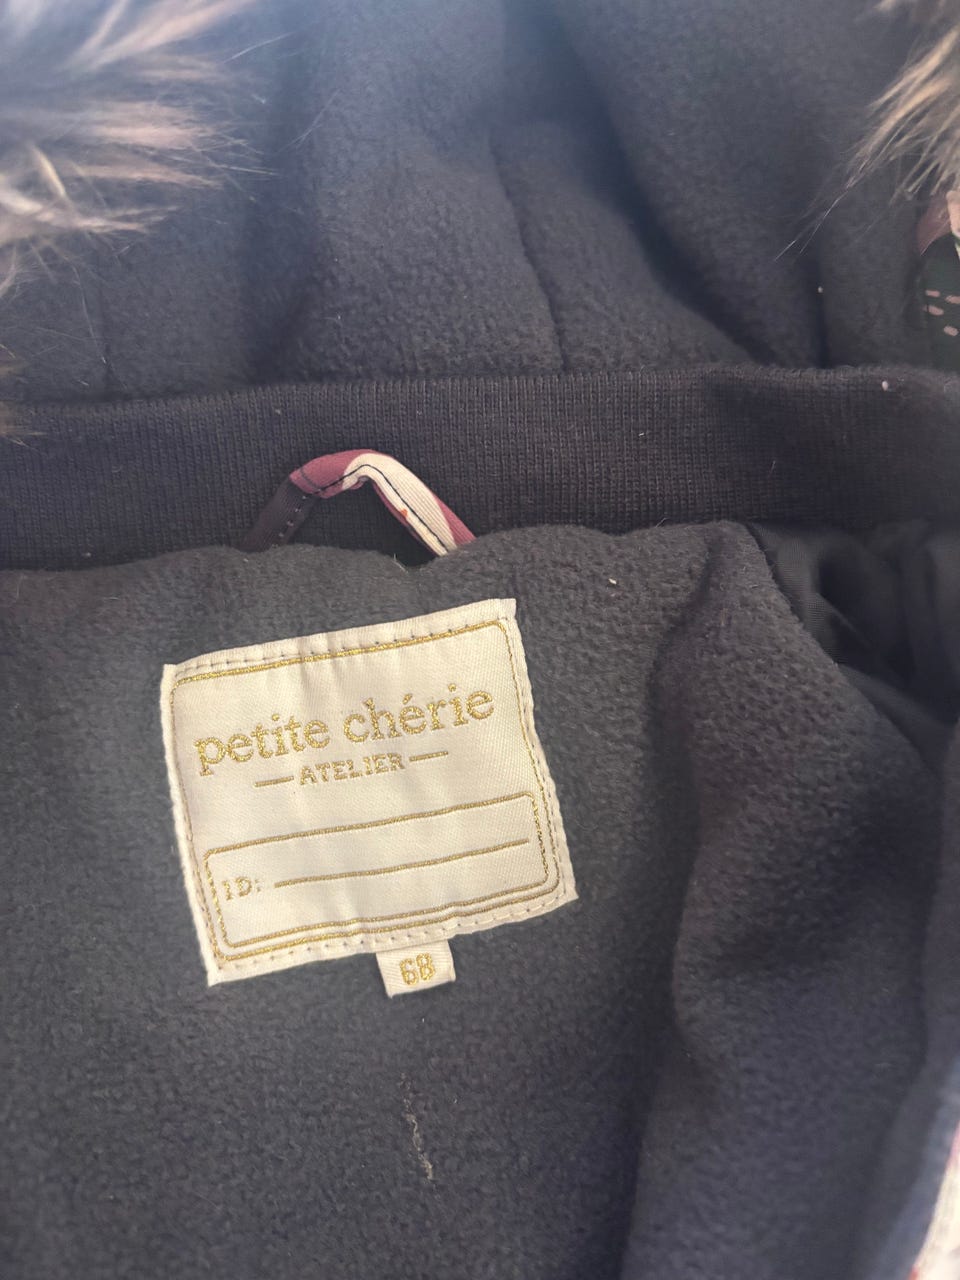 petite chérie
ATELIER
ID:
68